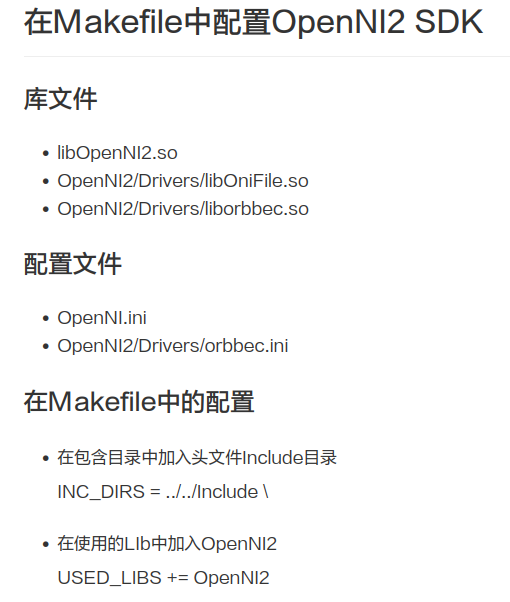 在Makefile中配置OpenNI2 SDK
库文件
libOpenNI2.so
OpenNI2/Drivers/libOniFile.so
OpenNI2/Drivers/liborbbec.so
配置文件
OpenNI.ini
OpenNI2/Drivers/orbbec.ini
在Makefile中的配置
在包含目录中加入头文件Include目录
INC_DIRS = ../../Include \
在使用的LIb中加入OpenNI2
USED_LIBS += OpenNI2